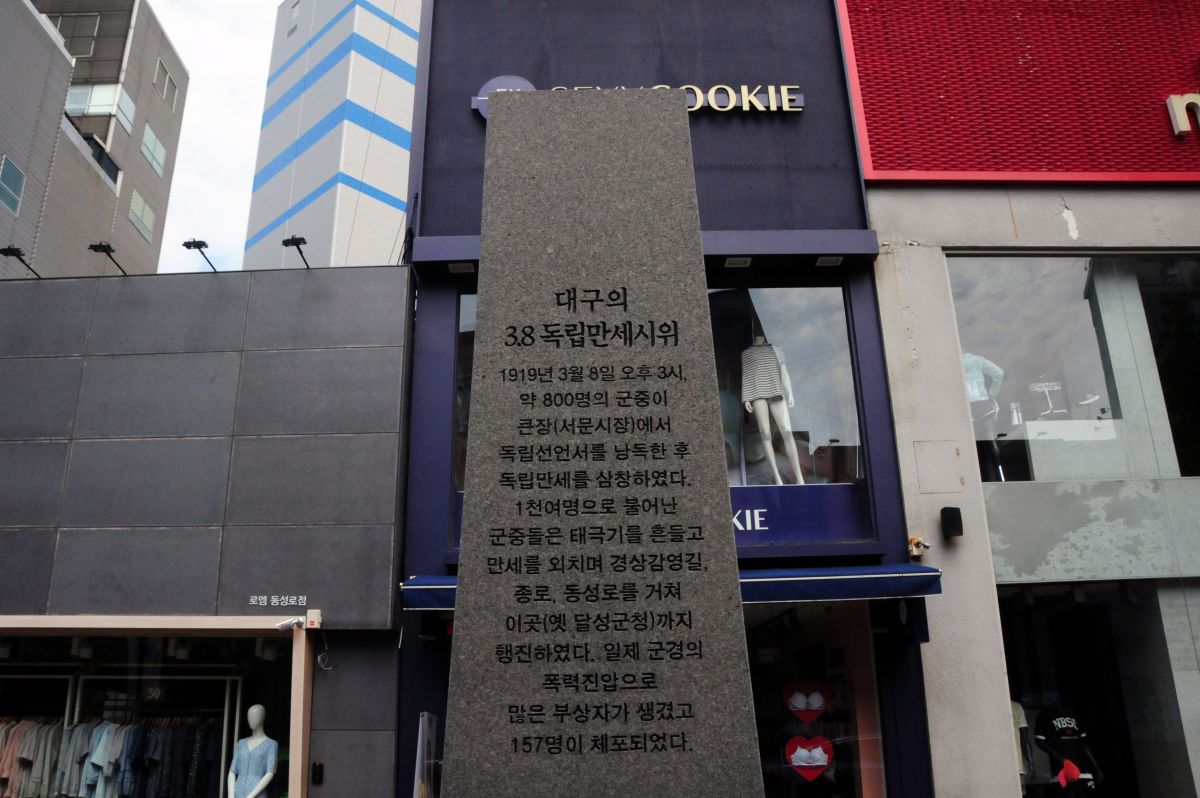 COOKIE
대구의
3.8 독립만세시위
1919년 3월 8일 오후 3시,
약 800명의 군중이
큰장(서문시장)에서
독립선언서를 낭독한 후
독립만세를 삼창하였다.
1천여명으로 불어난
군중들은 태극기를 흔들고
만세를 외치며 경상감영길,
종로, 동성로를 거쳐
이곳(옛 달성군청)까지
행진하였다. 일제 군경의
폭력진압으로
많은 부상자가 생겼고
157명이 체포되었다.
KIE
로엠 동성로점
50
NBSC